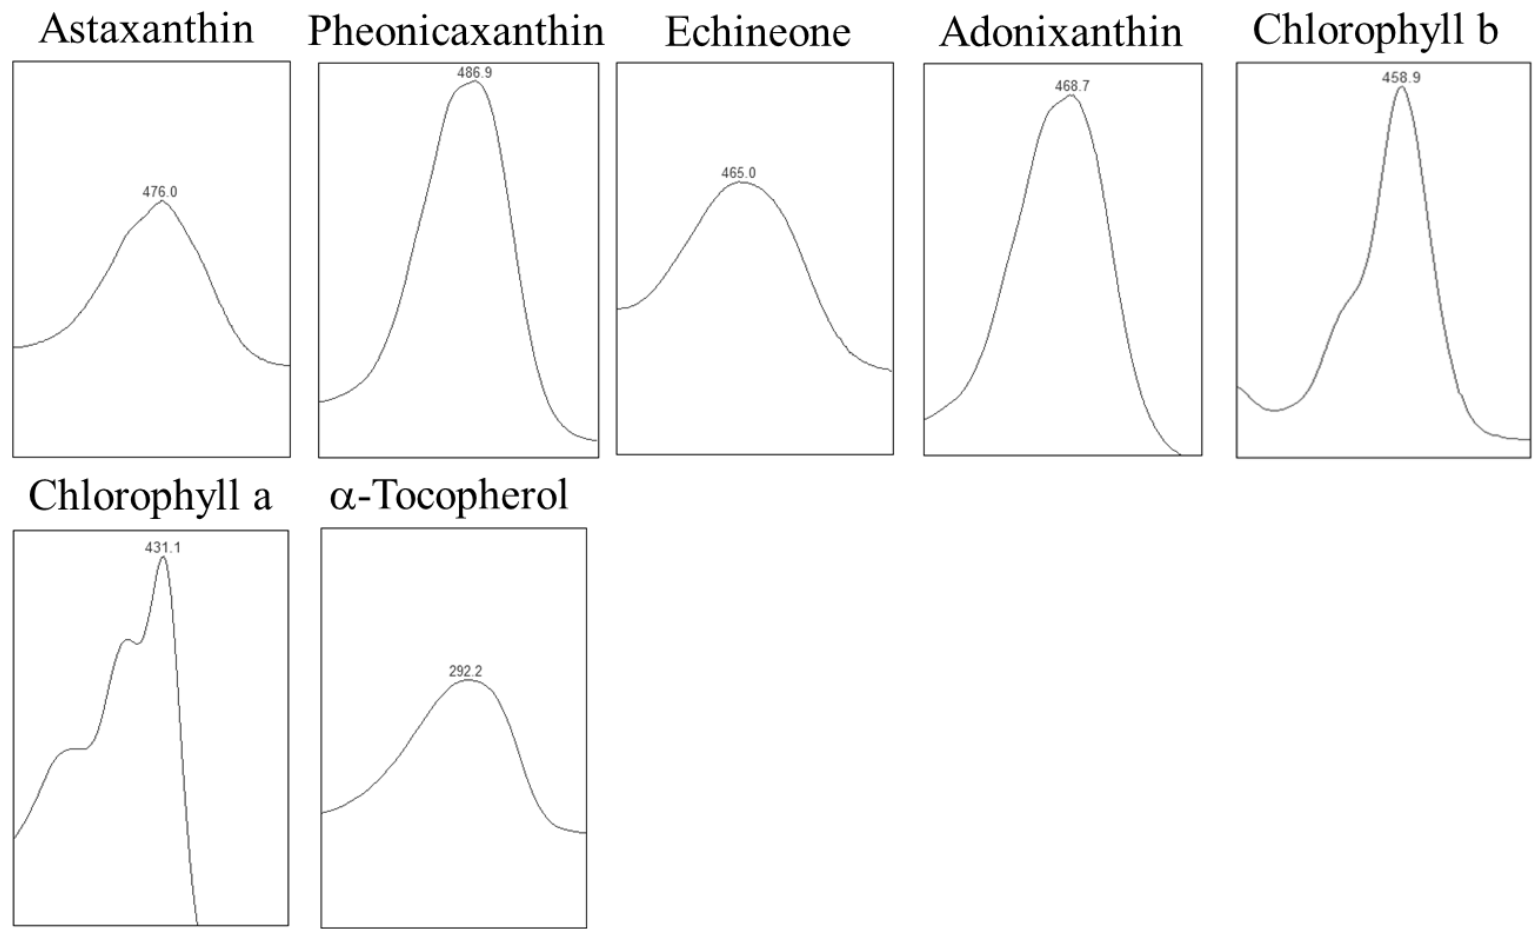 Astaxanthin
Pheonicaxanthin
Echineone
Adonixanthin
Chlorophyll b
476.0
486.9
465.0
468.7
458.9
Chlorophyll a
α-Tocopherol
431.1
292.2